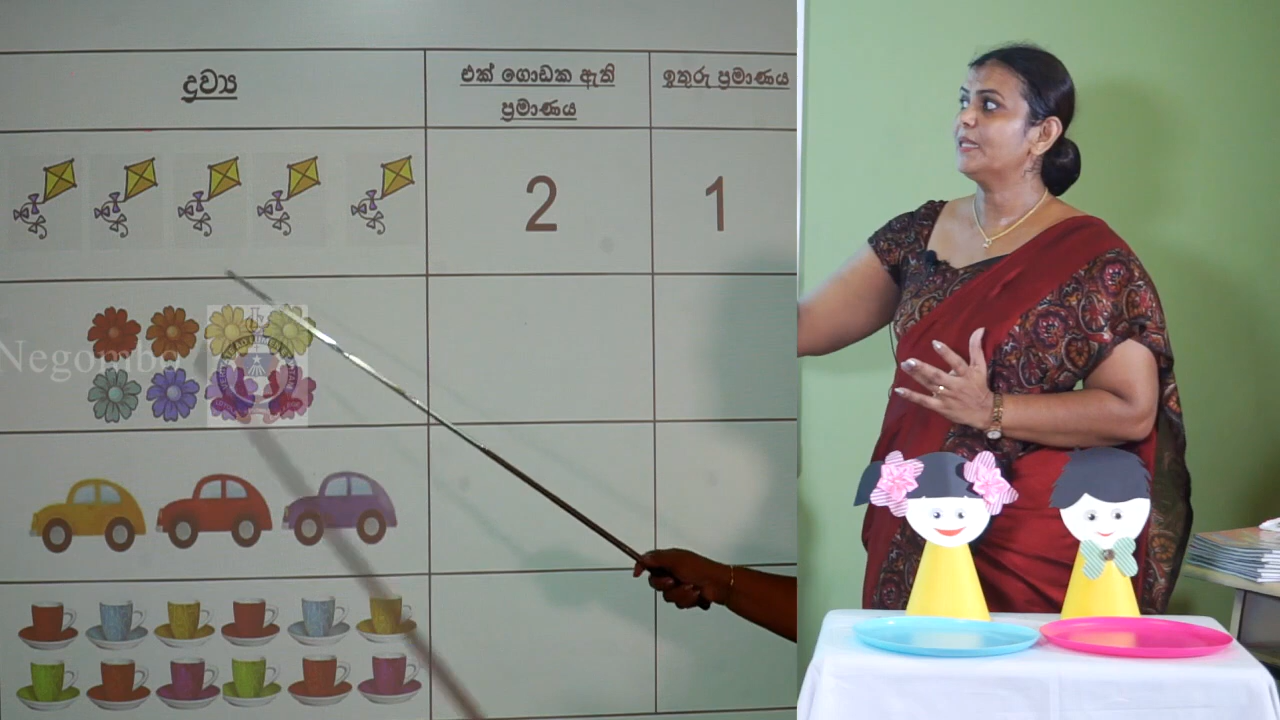 ද්‍රව්‍ය
එක් ගොඩක ඇති
ප්‍රමාණය
ඉතුරු ප්‍රමාණය
2
1
Negombo